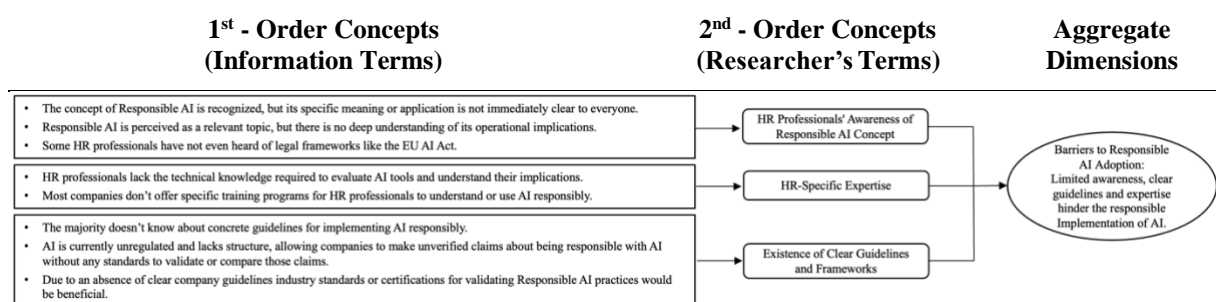 1st - Order Concepts
(Information Terms)
2nd - Order Concepts
(Researcher's Terms)
Aggregate
Dimensions
• The concept of Responsible AI is recognized, but its specific meaning or application is not immediately clear to everyone.
• Responsible AI is perceived as a relevant topic, but there is no deep understanding of its operational implications.
• Some HR professionals have not even heard of legal frameworks like the EU AI Act.
HR Professionals' Awareness of
Responsible AI Concept
• HR professionals lack the technical knowledge required to evaluate AI tools and understand their implications.
• Most companies don't offer specific training programs for HR professionals to understand or use AI responsibly.
HR-Specific Expertise
• The majority doesn't know about concrete guidelines for implementing AI responsibly.
• AI is currently unregulated and lacks structure, allowing companies to make unverified claims about being responsible with AI
without any standards to validate or compare those claims.
• Due to an absence of clear company guidelines industry standards or certifications for validating Responsible AI practices would
be beneficial.
Existence of Clear Guidelines
and Frameworks
Barriers to Responsible
AI Adoption:
Limited awareness, clear
guidelines and expertise
hinder the responsible
Implementation of AI.